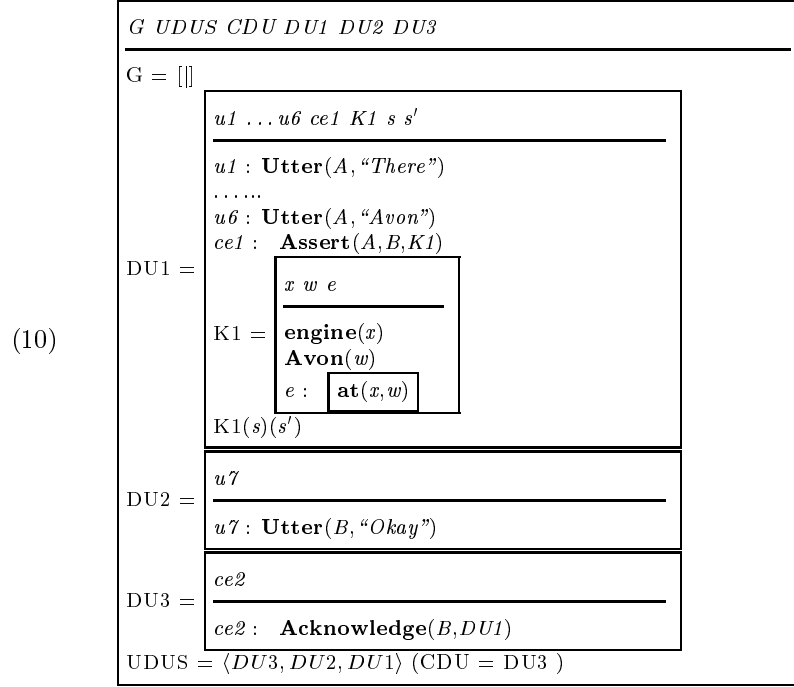 G UDUS CDU DU1 DU2 DU3
G = [|]
u1 ...u6 ce1 K1 s s′
u1 : Utter(A, “There”)
......
u6 : Utter(A, “Avon”)
ce1 : Assert(A,B,K1)
DU1 =
x w e
K1 =
engine(x)
Avon(w)
e : at(x,w)
K1(s)(s′)
(10)
u7
DU2 =
u7 : Utter(B, “Okay”)
ce2
DU3 =
ce2 : Acknowledge(B,DU1)
UDUS = ⟨DU3, DU2, DU1⟩ (CDU = DU3 )